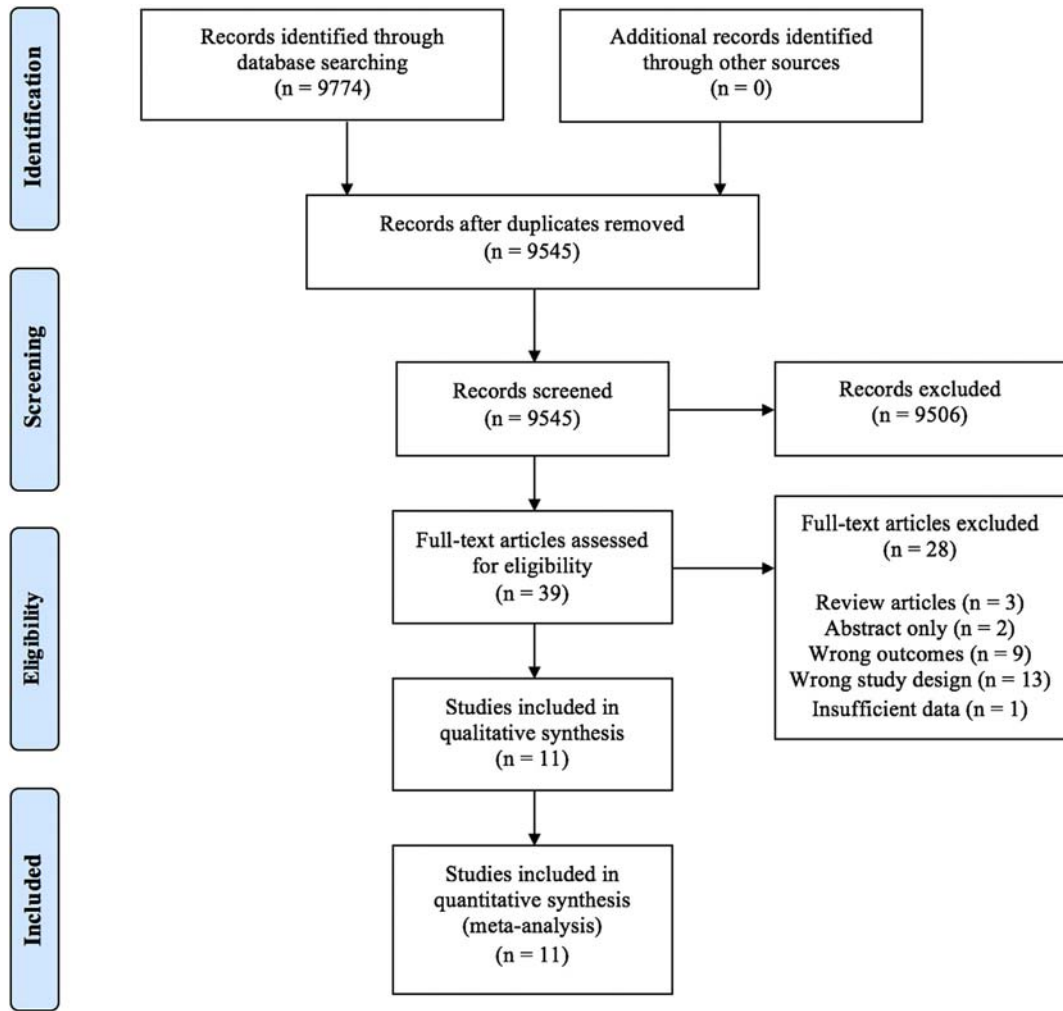 Identification
Records identified through
database searching
(n = 9774)
Additional records identified
through other sources
(n = 0)
Records after duplicates removed
(n = 9545)
Screening
Records screened
(n = 9545)
Records excluded
(n = 9506)
Eligibility
Full-text articles assessed
for eligibility
(n = 39)
Full-text articles excluded
(n = 28)
Review articles (n = 3)
Abstract only (n = 2)
Wrong outcomes (n = 9)
Wrong study design (n = 13)
Insufficient data (n = 1)
Studies included in
qualitative synthesis
(n = 11)
Included
Studies included in
quantitative synthesis
(meta-analysis)
(n = 11)